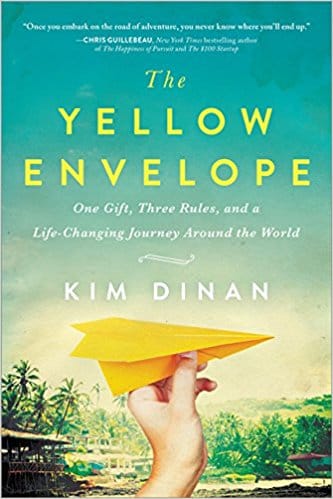 "Once you embark on the road of adventure, you never know where you'll end up."
—CHRIS GUILLEBEAU, New York Times bestselling author
of The Happiness of Pursuit and The $100 Startup
The
YELLOW
ENVELOPE
One Gift, Three Rules, and a
Life-Changing Journey Around the World
KIM DINAN